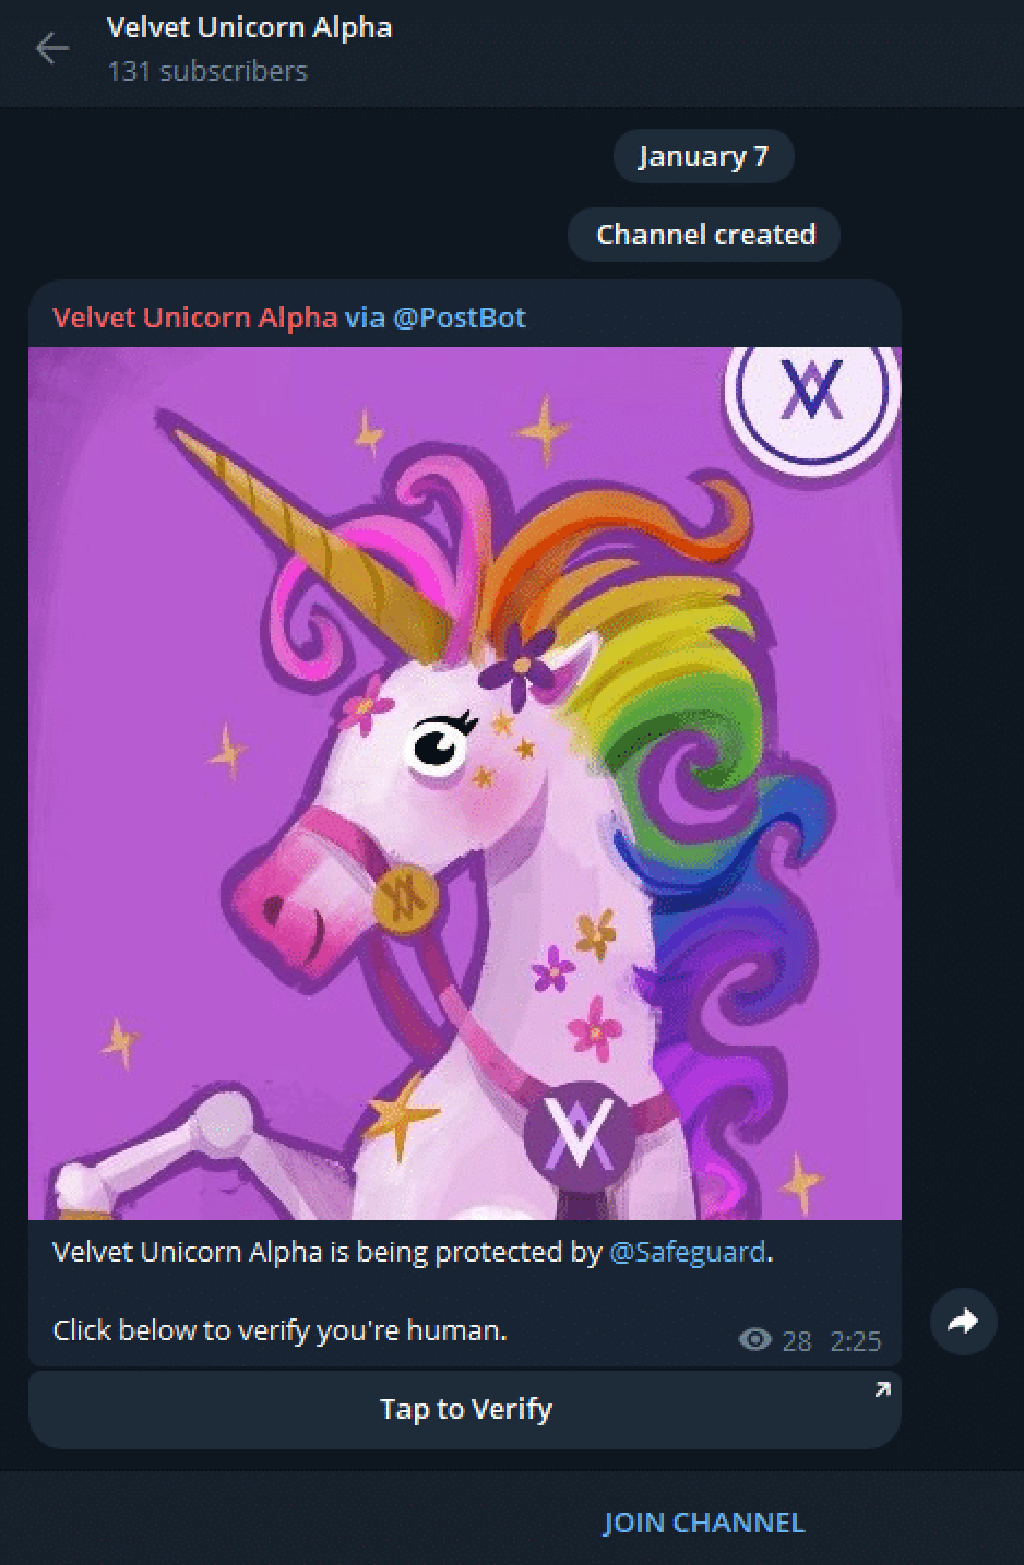 Velvet Unicorn Alpha
131 subscribers
January 7
Channel created
Velvet Unicorn Alpha via @PostBot
Velvet Unicorn Alpha is being protected by @Safeguard.
Click below to verify you're human.
28 2:25
Tap to Verify
JOIN CHANNEL